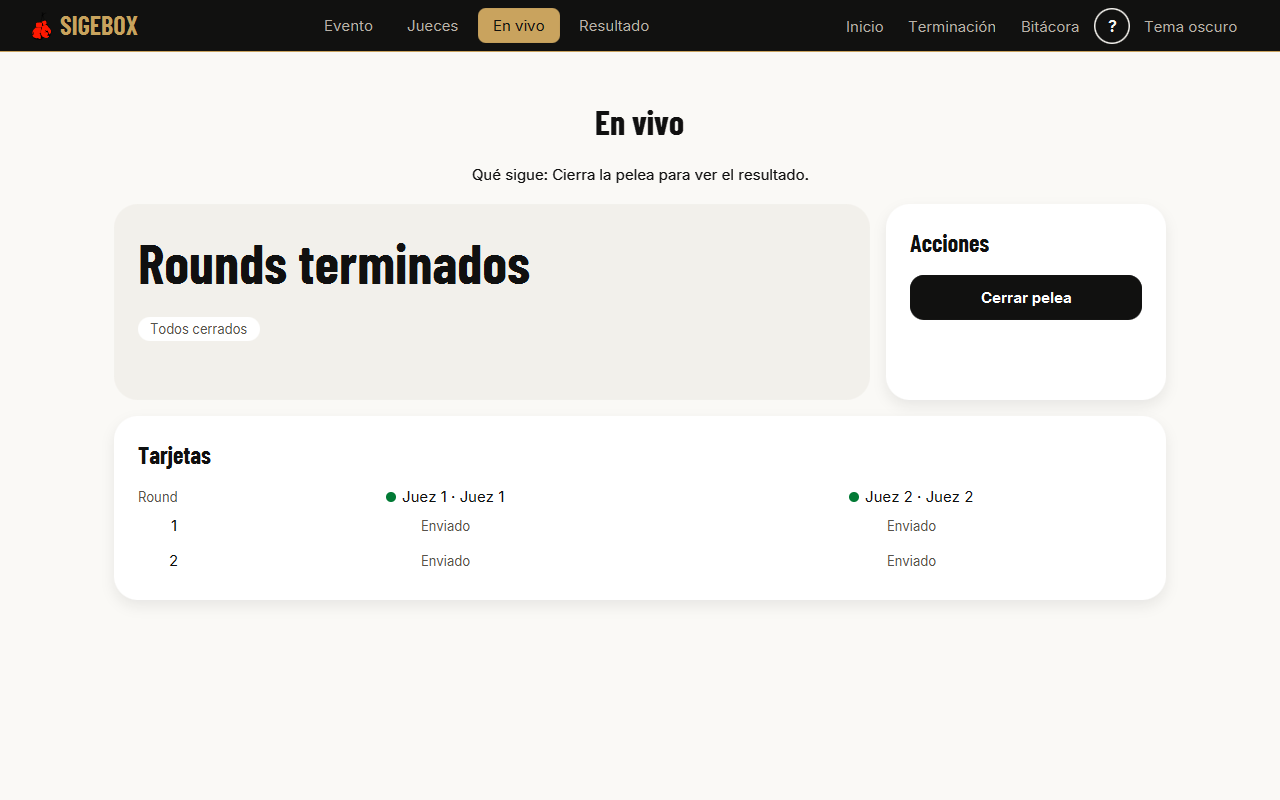 SIGEBOX Evento Jueces En vivo Resultado Inicio Terminación Bitácora ? Tema oscuro
En vivo
Qué sigue: Cierra la pelea para ver el resultado.
Rounds terminados
Todos cerrados
Acciones
Cerrar pelea
Tarjetas
Round Juez 1 · Juez 1 Juez 2 · Juez 2
1 Enviado Enviado
2 Enviado Enviado